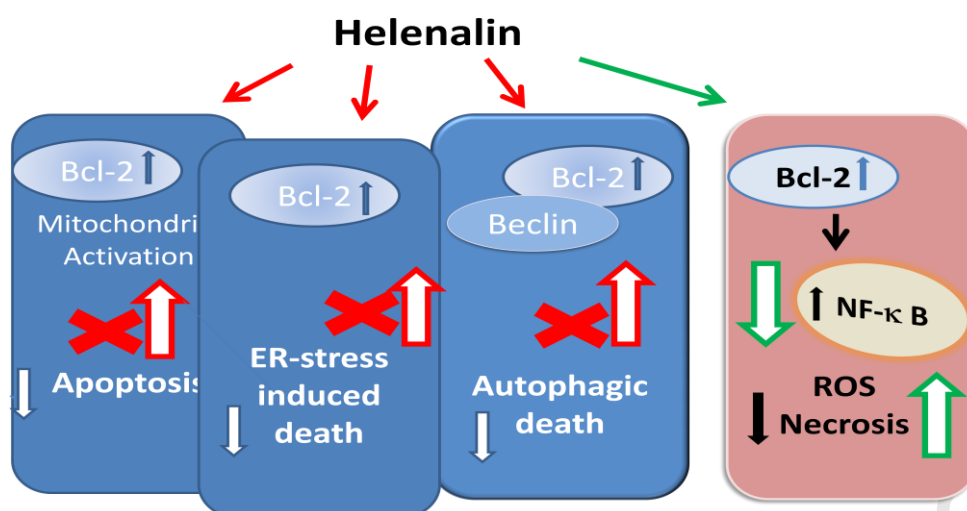 Helenalin
Bcl-2
Mitochondri
Activation
Apoptosis
Bcl-2
ER-stress
induced
death
Bcl-2
Beclin
Autophagic
death
Bcl-2
NF-κ B
ROS
Necrosis